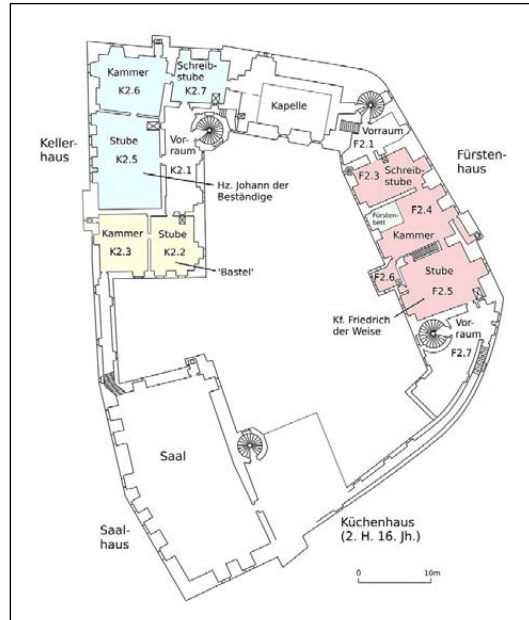 Kammer
K2.6
Schreib-
stube
K2.7
Kapelle
Keller-
haus
Stube
K2.5
Vor-
raum
K2.1
Vorraum
F2.1
Fürsten-
haus
F2.3
Schreib-
stube
Hz. Johann der
Beständige
Fürsten-
bett
F2.4
Kammer
Kammer
K2.3
Stube
K2.2
'Bastel'
F2.6
Stube
F2.5
Kf. Friedrich
der Weise
Vor-
raum
F2.7
Saal
Saal-
haus
Küchenhaus
(2. H. 16. Jh.)
0
10m